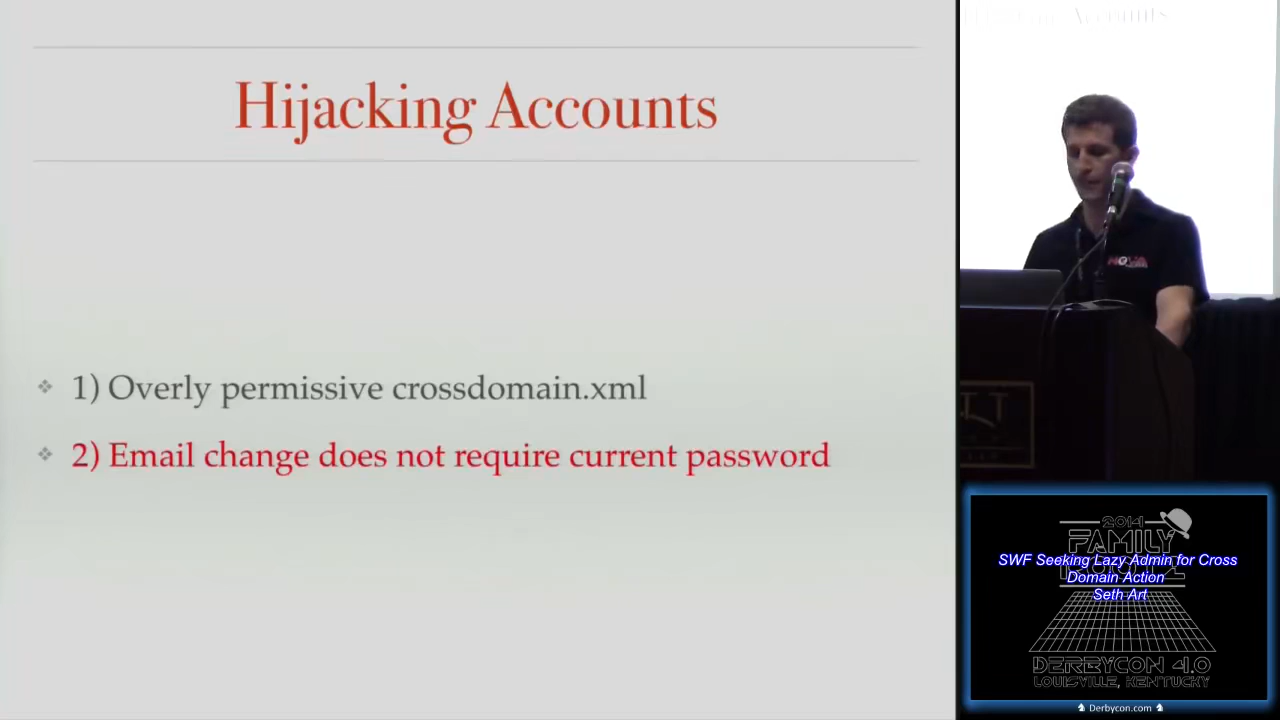 Hijacking Accounts
❖ 1) Overly permissive crossdomain.xml
❖ 2) Email change does not require current password
Accounts
2014
FAMILY
SWF Seeking Lazy Admin for Cross
Domain Action
Seth Art
DERBYCON 4.0
LOUISVILLE, KENTUCKY
Derbycon.com